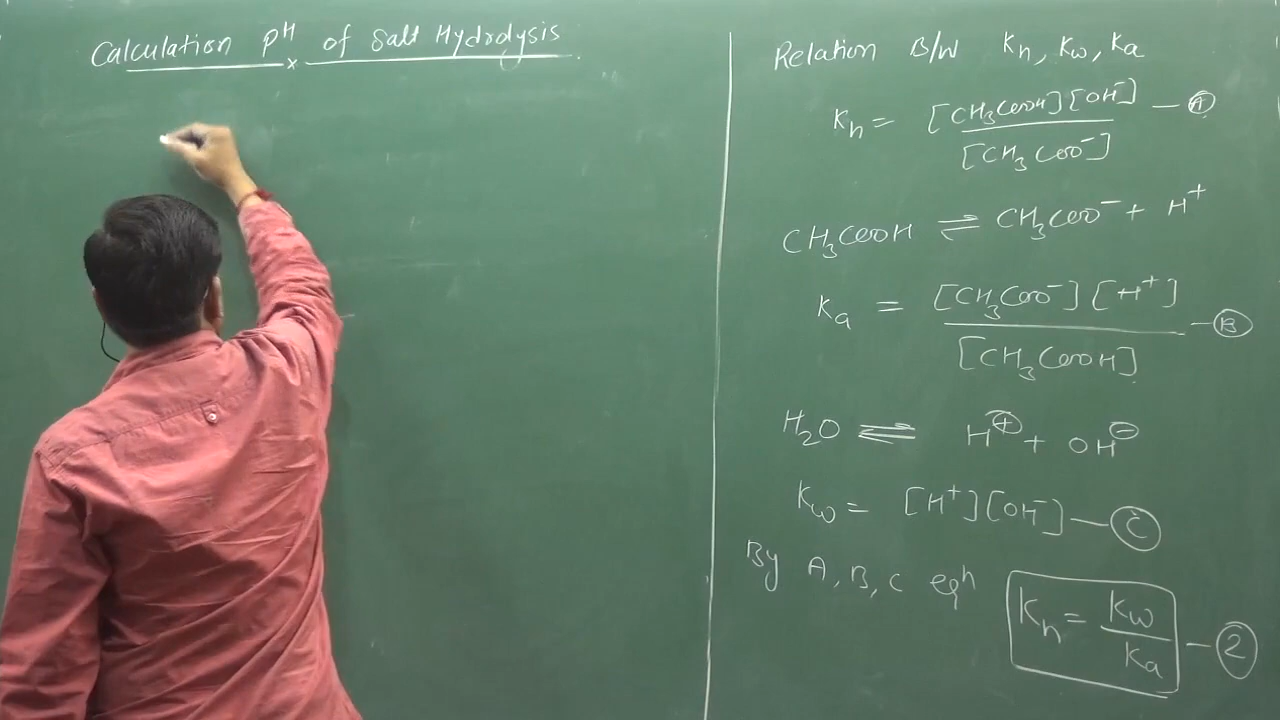 Calculation pH of Salt Hydrolysis
Relation B/W Kh, Kw, Ka
Kh = [CH3COOH][OH-] / [CH3COO-] — A
CH3COOH ⇌ CH3COO- + H+
Ka = [CH3COO-][H+] / [CH3COOH] — B
H2O ⇌ H+ + OH-
Kw = [H+][OH-] — C
By A, B, C eqn
Kh = Kw / Ka — 2